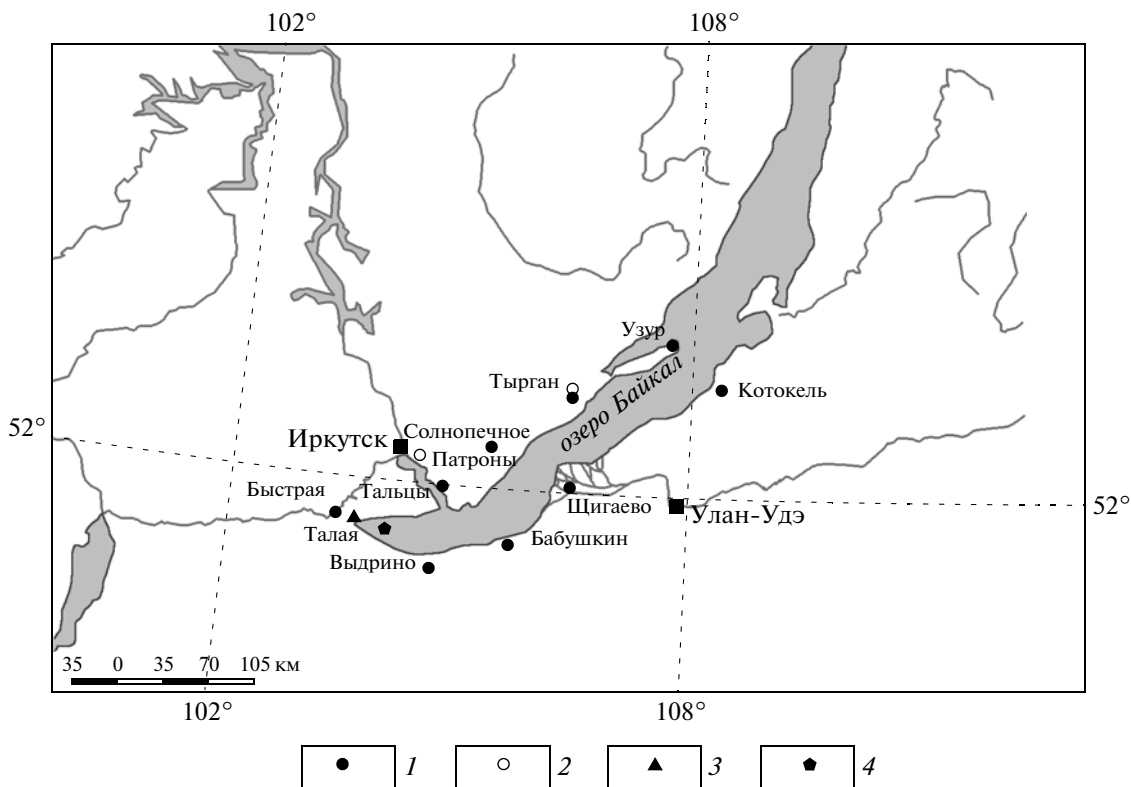 102°
108°
Узур
Тырган
Котокель
озеро Байкал
52°
Иркутск
Солнопечное
Патроны
Быстрая
Тальцы
Щигаево
52°
Улан-Удэ
Талая
Бабушкин
Выдрино
35 0 35 70 105 км
102°
108°
1 2 3 4